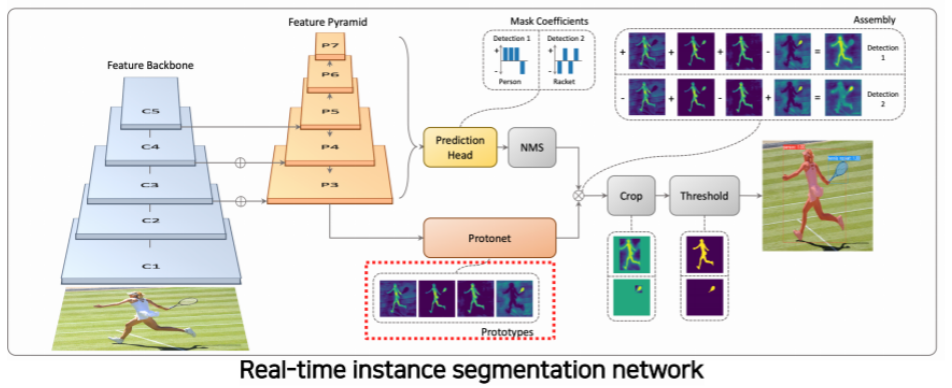 Feature Pyramid
Mask Coefficients
Assembly
Feature Backbone
P7
P6
P5
P4
P3
C5
C4
C3
C2
C1
Detection 1
Detection 2
+
-
+
-
Person
Racket
+ + + - =
Detection
1
- + - + =
Detection
2
Prediction
Head
NMS
Crop
Threshold
Protonet
Prototypes
Real-time instance segmentation network